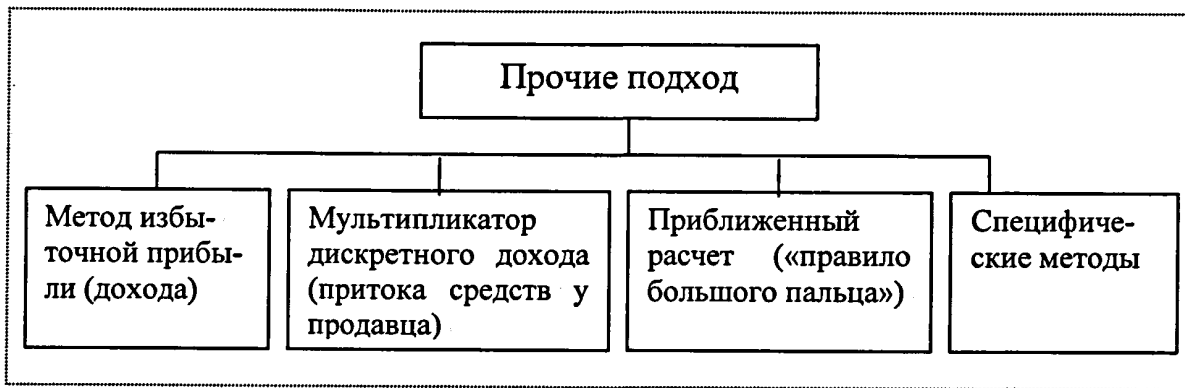 Прочие подход
Метод избы-
точной прибы-
ли (дохода)
Мультипликатор
дискретного дохода
(притока средств у
продавца)
Приближенный
расчет («правило
большого пальца»)
Специфиче-
ские методы